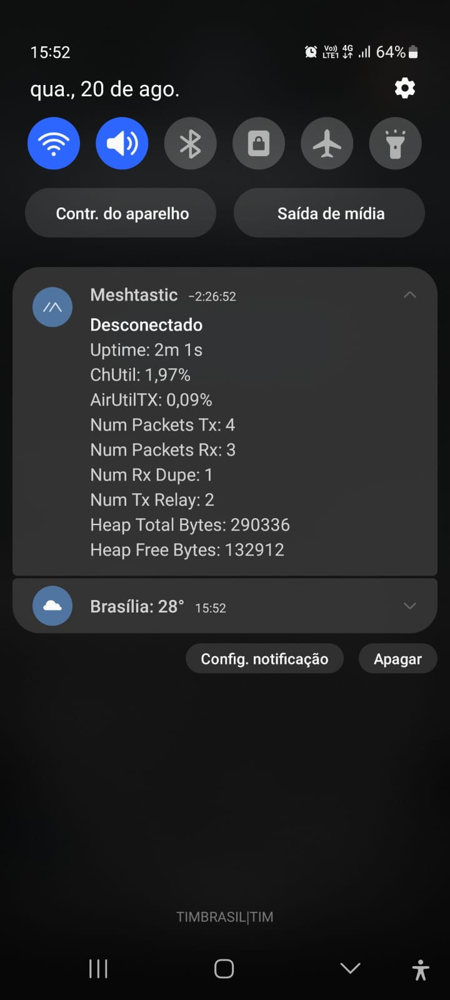 15:52
Vo)) LTE1 4G 64%
qua., 20 de ago.
Contr. do aparelho
Saída de mídia
Meshtastic −2:26:52
Desconectado
Uptime: 2m 1s
ChUtil: 1,97%
AirUtilTX: 0,09%
Num Packets Tx: 4
Num Packets Rx: 3
Num Rx Dupe: 1
Num Tx Relay: 2
Heap Total Bytes: 290336
Heap Free Bytes: 132912
Brasília: 28° 15:52
Config. notificação
Apagar
TIMBRASIL|TIM